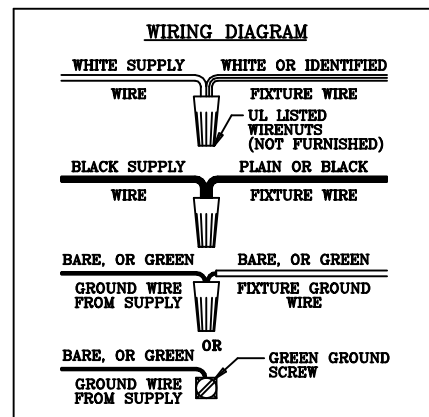 WIRING DIAGRAM
WHITE SUPPLY WHITE OR IDENTIFIED
WIRE FIXTURE WIRE
UL LISTED
WIRENUTS
(NOT FURNISHED)
BLACK SUPPLY PLAIN OR BLACK
WIRE FIXTURE WIRE
BARE, OR GREEN BARE, OR GREEN
GROUND WIRE FIXTURE GROUND
FROM SUPPLY WIRE
OR
BARE, OR GREEN GREEN GROUND
SCREW
GROUND WIRE
FROM SUPPLY